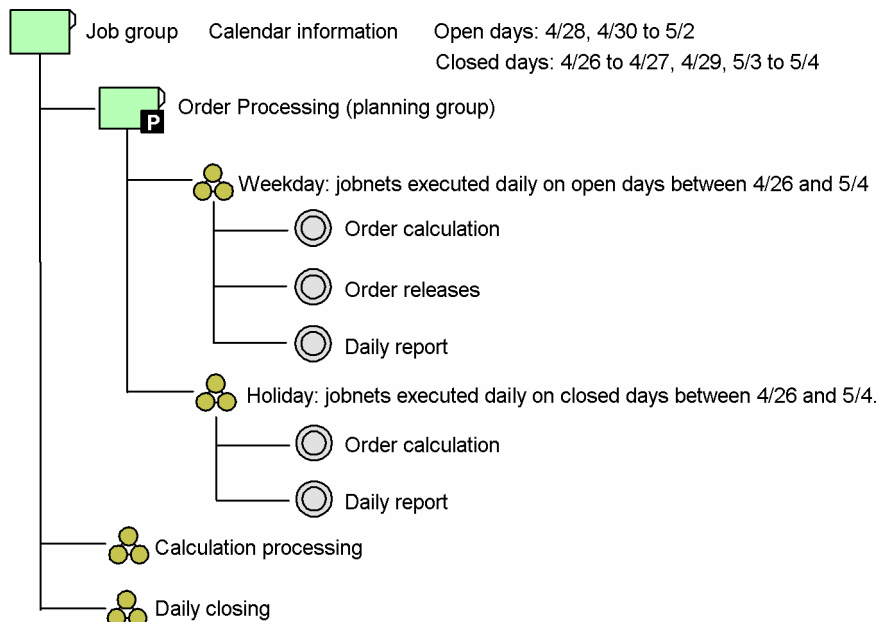 Job group Calendar information Open days: 4/28, 4/30 to 5/2
Closed days: 4/26 to 4/27, 4/29, 5/3 to 5/4
Order Processing (planning group)
P
Weekday: jobnets executed daily on open days between 4/26 and 5/4
Order calculation
Order releases
Daily report
Holiday: jobnets executed daily on closed days between 4/26 and 5/4.
Order calculation
Daily report
Calculation processing
Daily closing